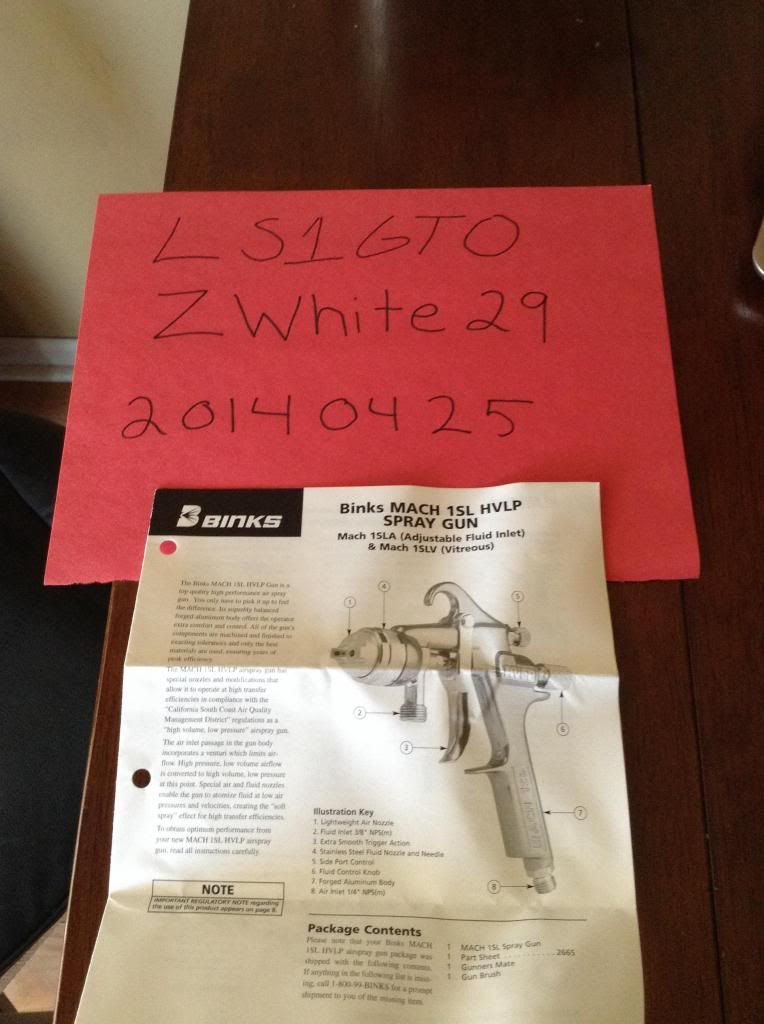 LS1GTO
ZWhite29
20140425
BINKS
Binks MACH 1SL HVLP
SPRAY GUN
Mach 1SLA (Adjustable Fluid Inlet)
& Mach 1SLV (Vitreous)
The Binks MACH 1SL HVLP Gun is a
top quality high performance air spray
gun. You only have to pick it up to feel
the difference. Its superbly balanced
forged aluminum body offers the operator
extra comfort and control. All of the gun's
components are machined and finished to
exacting tolerances and only the best
materials are used, ensuring years of
peak efficiency.
The MACH 1SL HVLP airspray gun has
special nozzles and modifications that
allow it to operate at high transfer
efficiencies in compliance with the
"California South Coast Air Quality
Management District" regulations as a
"high volume, low pressure" airspray gun.
The air inlet passage in the gun body
incorporates a venturi which limits air-
flow. High pressure, low volume airflow
is converted to high volume, low pressure
at this point. Special air and fluid nozzles
enable the gun to atomize fluid at low air
pressures and velocities, creating the "soft
spray" effect for high transfer efficiencies.
To obtain optimum performance from
your new MACH 1SL HVLP airspray
gun, read all instructions carefully.
NOTE
IMPORTANT REGULATORY NOTE regarding
the use of this product appears on page 8.
1
4
5
2
3
6
7
8
Illustration Key
1. Lightweight Air Nozzle
2. Fluid Inlet 3/8" NPS(m)
3. Extra Smooth Trigger Action
4. Stainless Steel Fluid Nozzle and Needle
5. Side Port Control
6. Fluid Control Knob
7. Forged Aluminum Body
8. Air Inlet 1/4" NPS(m)
Package Contents
Please note that your Binks MACH
1SL HVLP airspray gun package was
shipped with the following contents.
If anything in the following list is miss-
ing, call 1-800-99-BINKS for a prompt
shipment to you of the missing item.
1 MACH 1SL Spray Gun
1 Part Sheet ............ 2665
1 Gunners Mate
1 Gun Brush